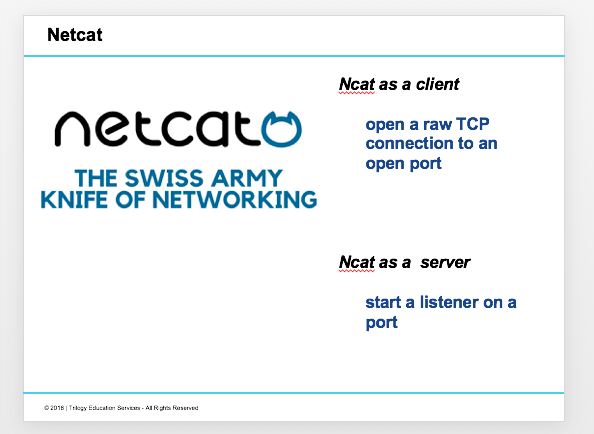 Netcat
netcat
THE SWISS ARMY
KNIFE OF NETWORKING
Ncat as a client
open a raw TCP
connection to an
open port
Ncat as a server
start a listener on a
port
© 2018 | Trilogy Education Services - All Rights Reserved